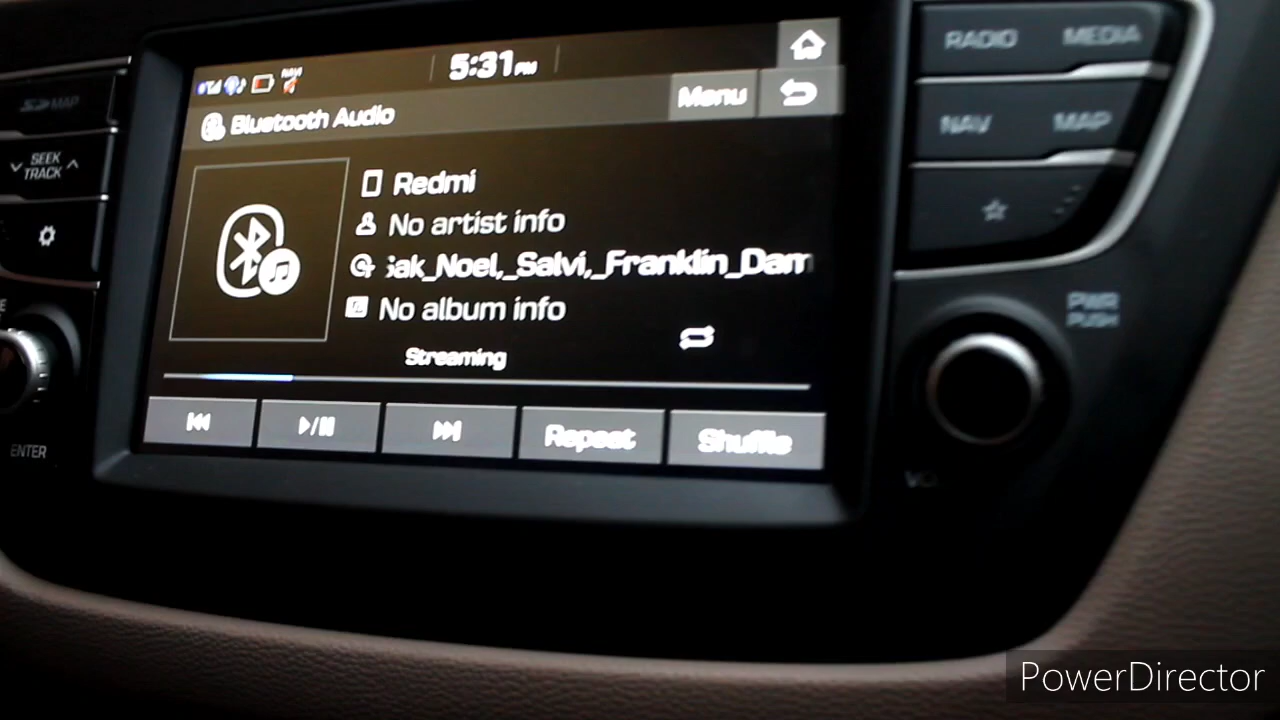 5:31 PM
Bluetooth Audio
Menu
Redmi
No artist info
ak_Noel,_Salvi,_Franklin_Dam
No album info
Streaming
Repeat
Shuffle
MAP
SEEK
TRACK
ENTER
RADIO
MEDIA
NAV
MAP
PWR
PUSH
PowerDirector